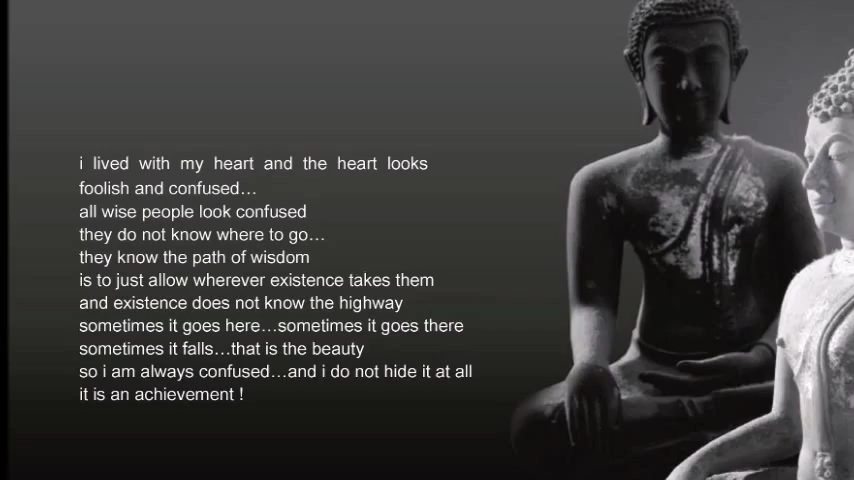 i lived with my heart and the heart looks
foolish and confused…
all wise people look confused
they do not know where to go…
they know the path of wisdom
is to just allow wherever existence takes them
and existence does not know the highway
sometimes it goes here…sometimes it goes there
sometimes it falls…that is the beauty
so i am always confused…and i do not hide it at all
it is an achievement !